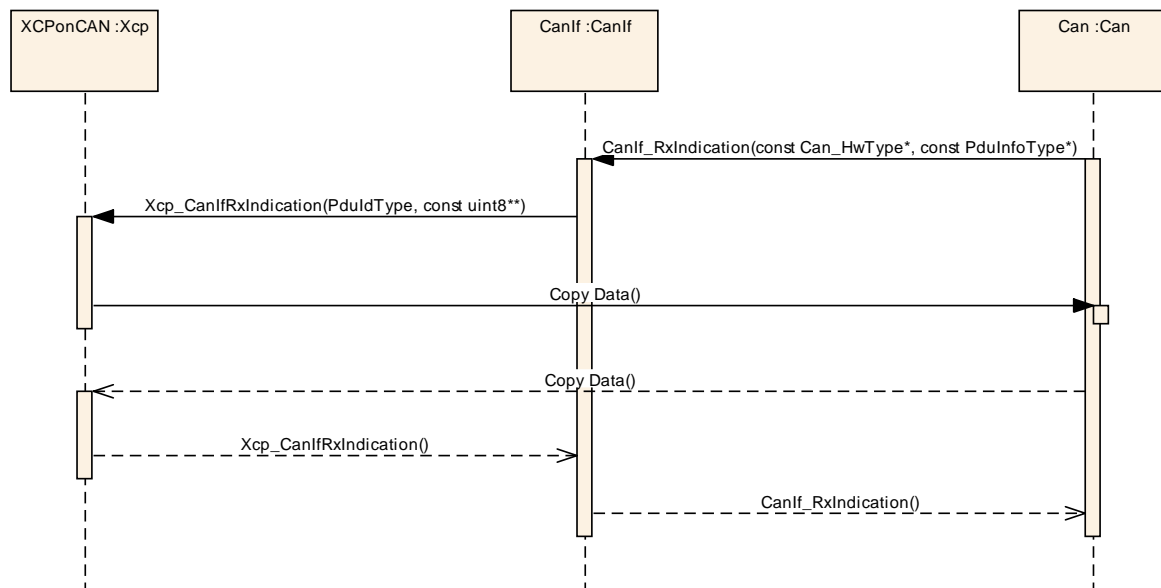 XCPonCAN :Xcp
CanIf :CanIf
Can :Can
CanIf_RxIndication(const Can_HwType*, const PduInfoType*)
Xcp_CanIfRxIndication(PduIdType, const uint8**)
Copy Data()
Copy Data()
Xcp_CanIfRxIndication()
CanIf_RxIndication()